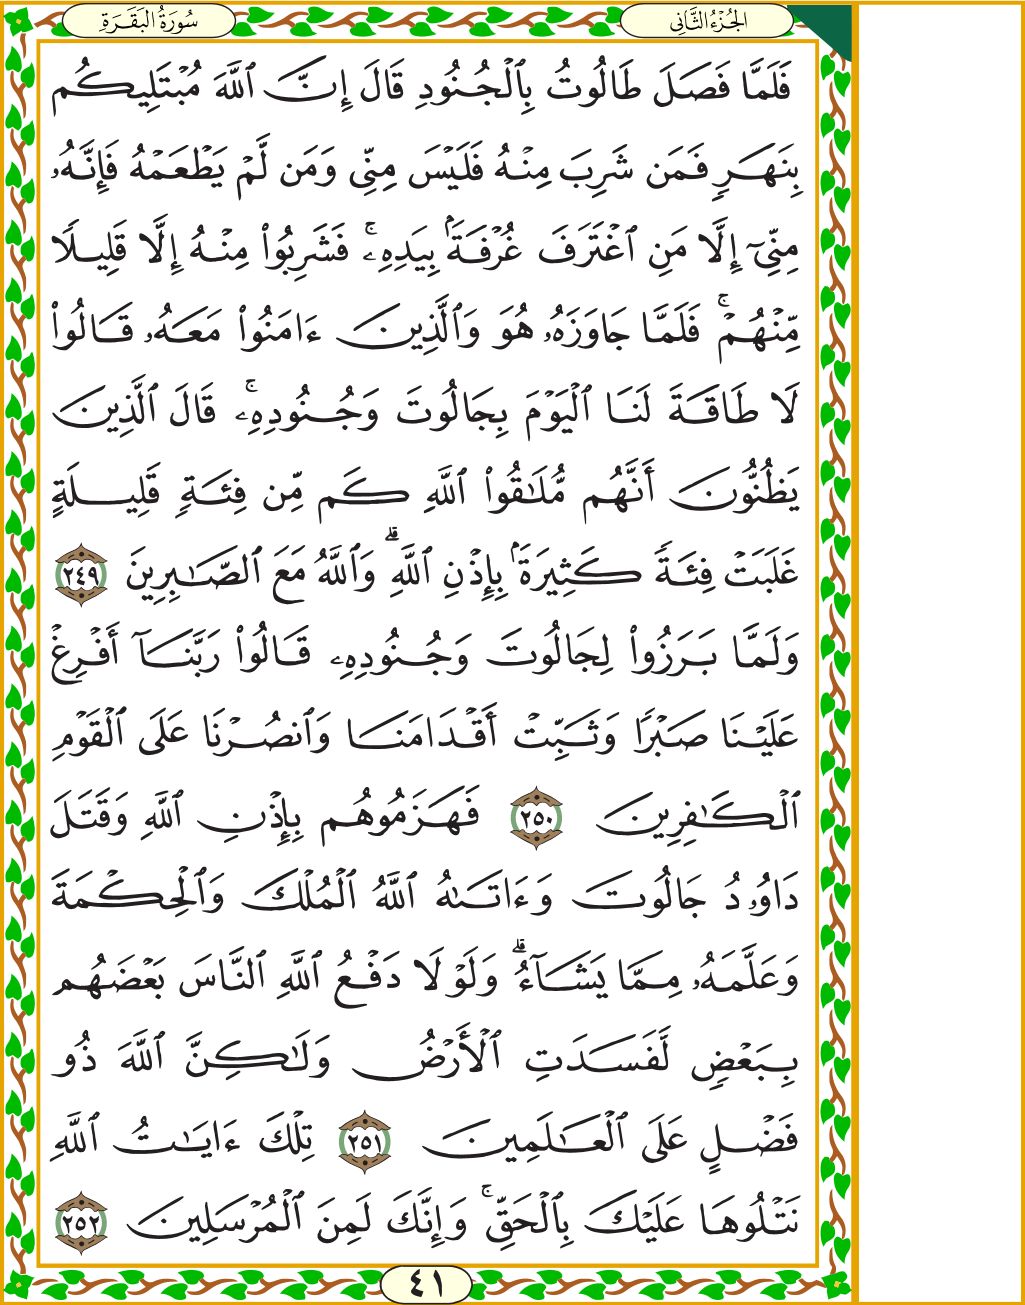 الجُزْءُ الثَّانِي
سُورَةُ البَقَرَةِ
فَلَمَّا فَصَلَ طَالُوتُ بِٱلْجُنُودِ قَالَ إِنَّ ٱللَّهَ مُبْتَلِيكُم
بِنَهَرٍ فَمَن شَرِبَ مِنْهُ فَلَيْسَ مِنِّي وَمَن لَّمْ يَطْعَمْهُ فَإِنَّهُۥ
مِنِّيٓ إِلَّا مَنِ ٱغْتَرَفَ غُرْفَةَۢ بِيَدِهِۦۚ فَشَرِبُوا۟ مِنْهُ إِلَّا قَلِيلًا
مِّنْهُمْۚ فَلَمَّا جَاوَزَهُۥ هُوَ وَٱلَّذِينَ ءَامَنُوا۟ مَعَهُۥ قَالُوا۟
لَا طَاقَةَ لَنَا ٱلْيَوْمَ بِجَالُوتَ وَجُنُودِهِۦۚ قَالَ ٱلَّذِينَ
يَظُنُّونَ أَنَّهُم مُّلَٰقُوا۟ ٱللَّهِ كَم مِّن فِئَةٍ قَلِيلَةٍ
غَلَبَتْ فِئَةً كَثِيرَةَۢ بِإِذْنِ ٱللَّهِۗ وَٱللَّهُ مَعَ ٱلصَّٰبِرِينَ ٢٤٩
وَلَمَّا بَرَزُوا۟ لِجَالُوتَ وَجُنُودِهِۦ قَالُوا۟ رَبَّنَآ أَفْرِغْ
عَلَيْنَا صَبْرًا وَثَبِّتْ أَقْدَامَنَا وَٱنصُرْنَا عَلَى ٱلْقَوْمِ
ٱلْكَٰفِرِينَ ٢٥٠ فَهَزَمُوهُم بِإِذْنِ ٱللَّهِ وَقَتَلَ
دَاوُۥدُ جَالُوتَ وَءَاتَىٰهُ ٱللَّهُ ٱلْمُلْكَ وَٱلْحِكْمَةَ
وَعَلَّمَهُۥ مِمَّا يَشَآءُۗ وَلَوْلَا دَفْعُ ٱللَّهِ ٱلنَّاسَ بَعْضَهُم
بِبَعْضٍ لَّفَسَدَتِ ٱلْأَرْضُ وَلَٰكِنَّ ٱللَّهَ ذُو
فَضْلٍ عَلَى ٱلْعَٰلَمِينَ ٢٥١ تِلْكَ ءَايَٰتُ ٱللَّهِ
نَتْلُوهَا عَلَيْكَ بِٱلْحَقِّۚ وَإِنَّكَ لَمِنَ ٱلْمُرْسَلِينَ ٢٥٢
٤١